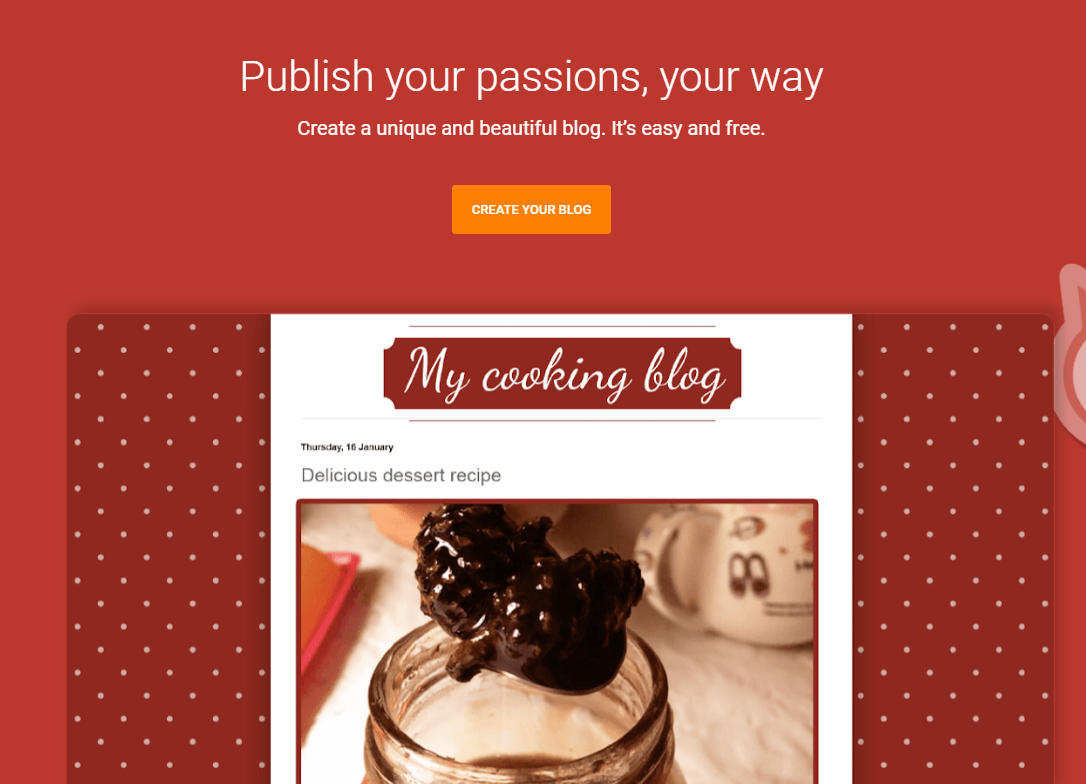 Publish your passions, your way
Create a unique and beautiful blog. It’s easy and free.
CREATE YOUR BLOG
My cooking blog
Thursday, 16 January
Delicious dessert recipe